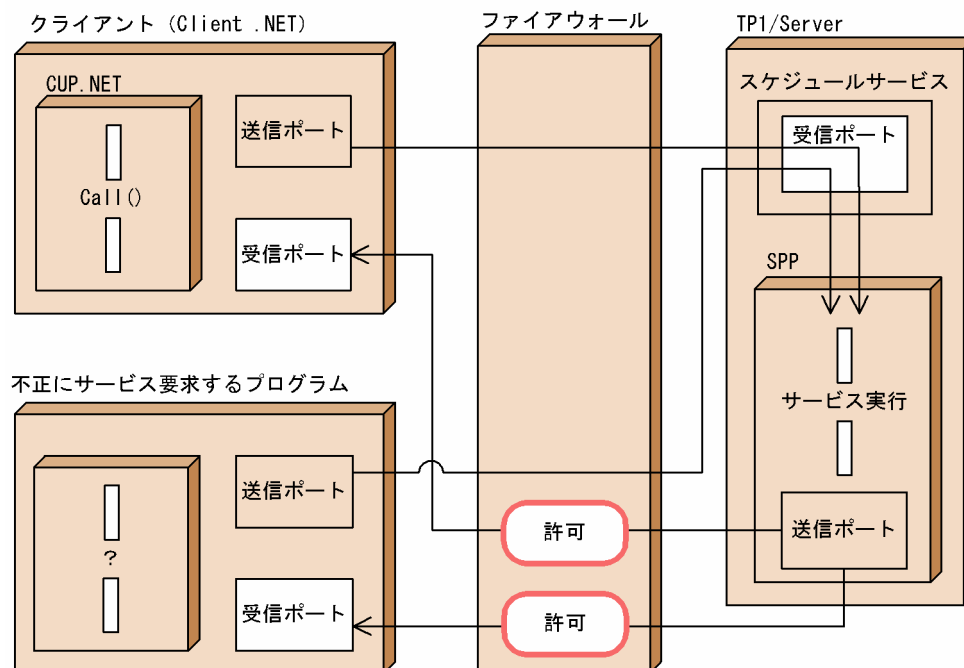 クライアント（Client .NET）
CUP.NET
Call()
送信ポート
受信ポート
ファイアウォール
TP1/Server
スケジュールサービス
受信ポート
SPP
サービス実行
送信ポート
許可
許可
不正にサービス要求するプログラム
?
送信ポート
受信ポート